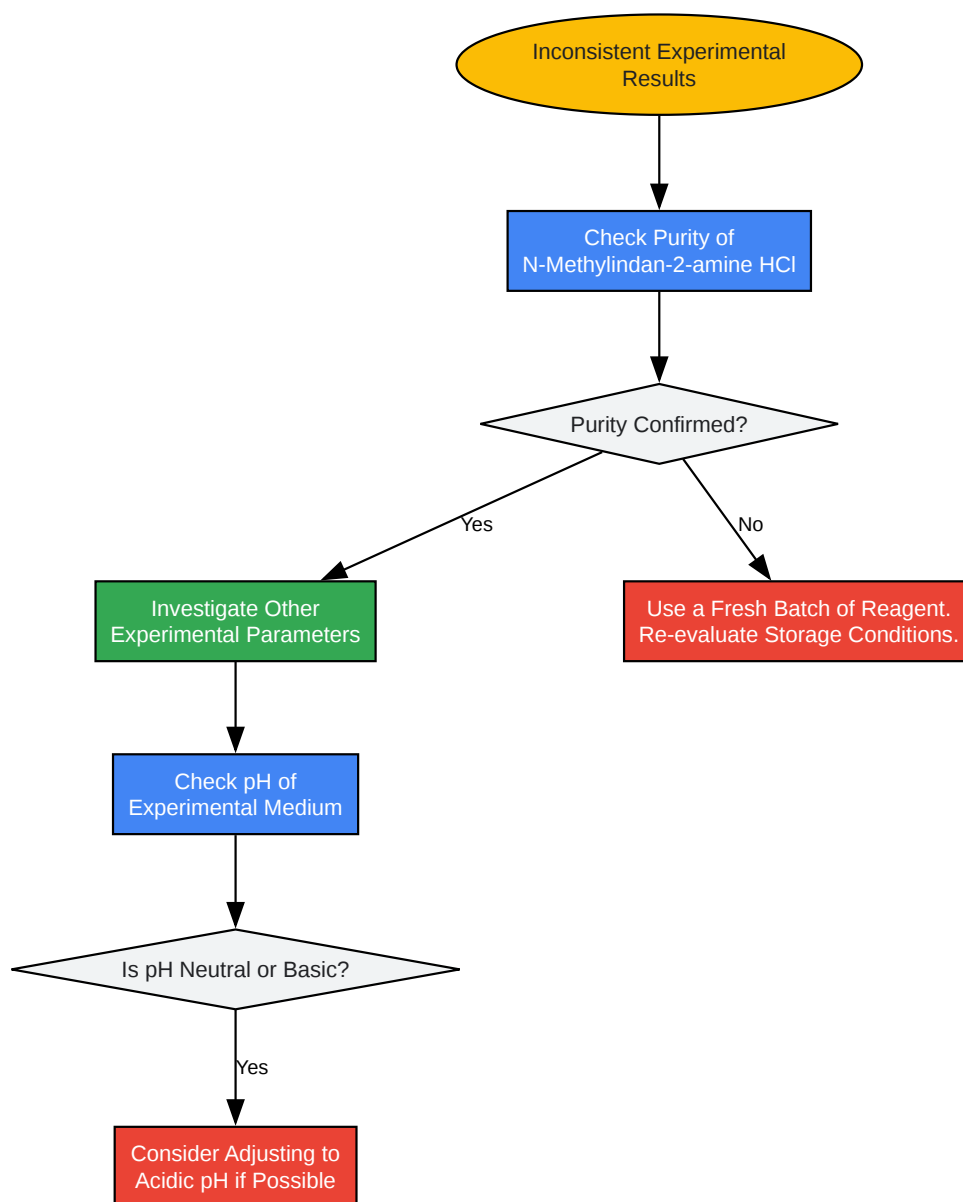 Inconsistent Experimental
Results
Check Purity of
N-Methylindan-2-amine HCl
Purity Confirmed?
Yes
No
Investigate Other
Experimental Parameters
Use a Fresh Batch of Reagent.
Re-evaluate Storage Conditions.
Check pH of
Experimental Medium
Is pH Neutral or Basic?
Yes
Consider Adjusting to
Acidic pH if Possible